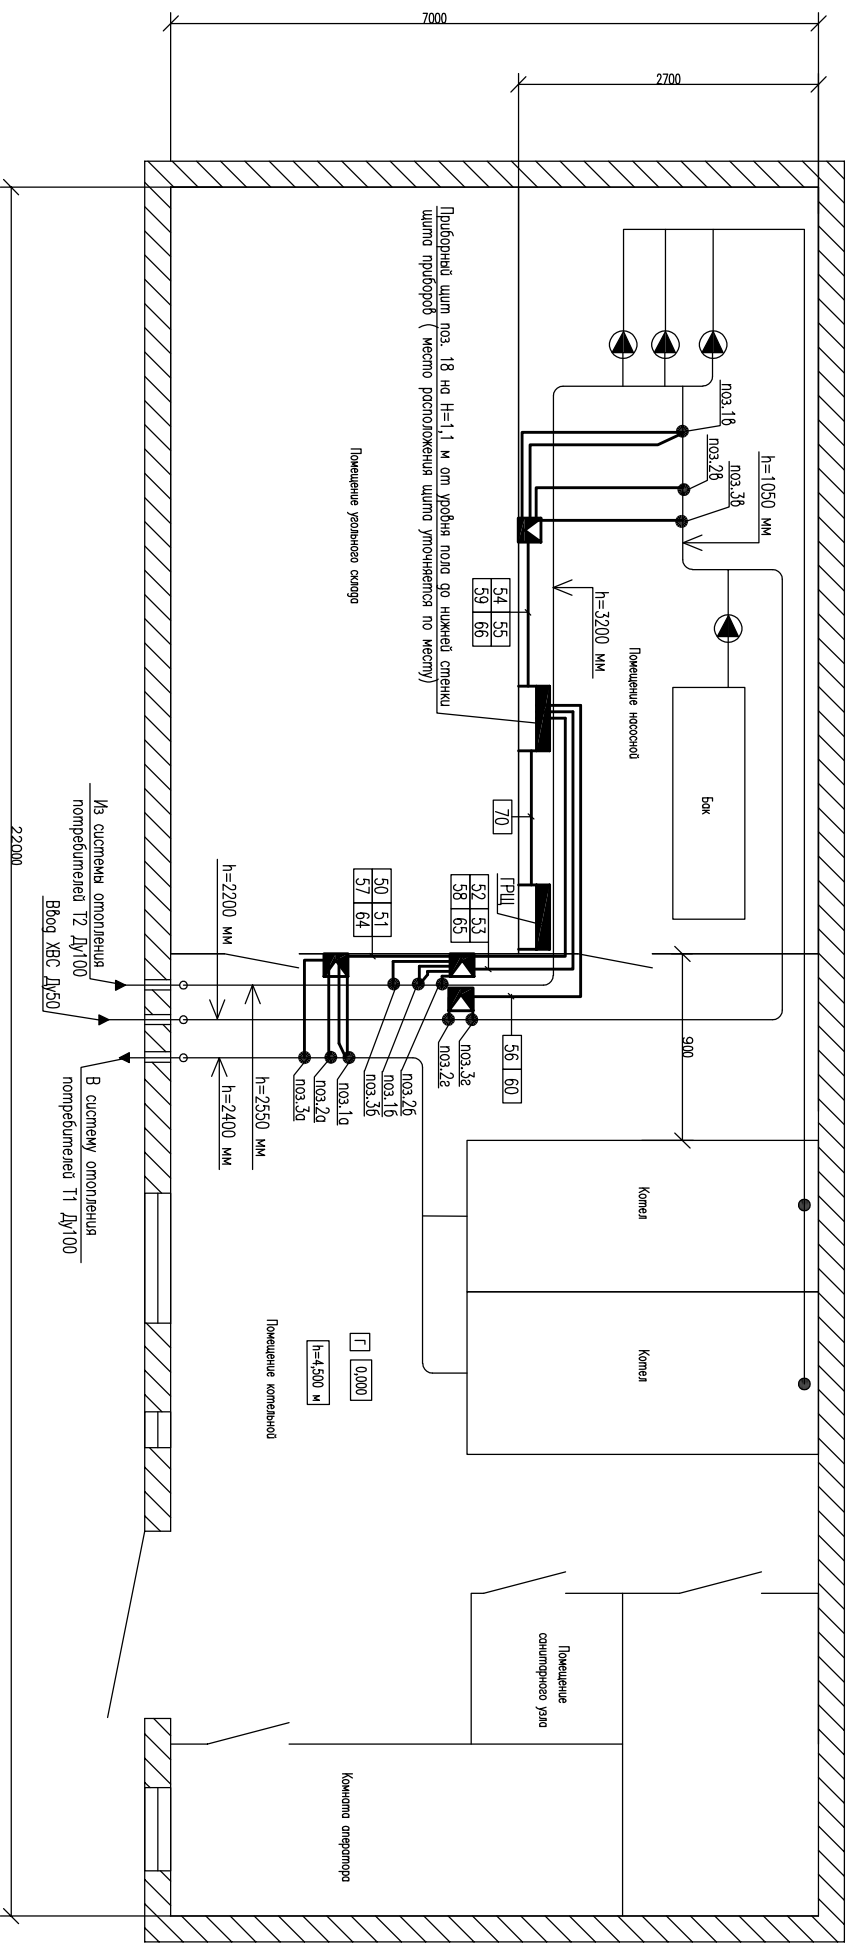 7000
2700
22000
900
Приборный щит поз. 18 на Н=1,1 м от уровня пола до нижней стенки
щита приборов ( место расположения щита уточняется по месту)
поз.1в
поз.2в
поз.3в
h=1050 мм
h=3200 мм
Помещение насосной
Бак
Помещение угольного склада
54 55
59 66
70
ГРЩ
52 53
58 65
50 51
57 64
56 60
h=2200 мм
Из системы отопления
потребителей Т2 Ду100
Ввод ХВС Ду50
В систему отопления
потребителей Т1 Ду100
h=2550 мм
h=2400 мм
поз.3г
поз.2г
поз.2б
поз.1б
поз.3б
поз.1а
поз.2а
поз.3а
Котел
Котел
Г 0,000
h=4,500 м
Помещение котельной
Помещение
санитарного узла
Комната оператора